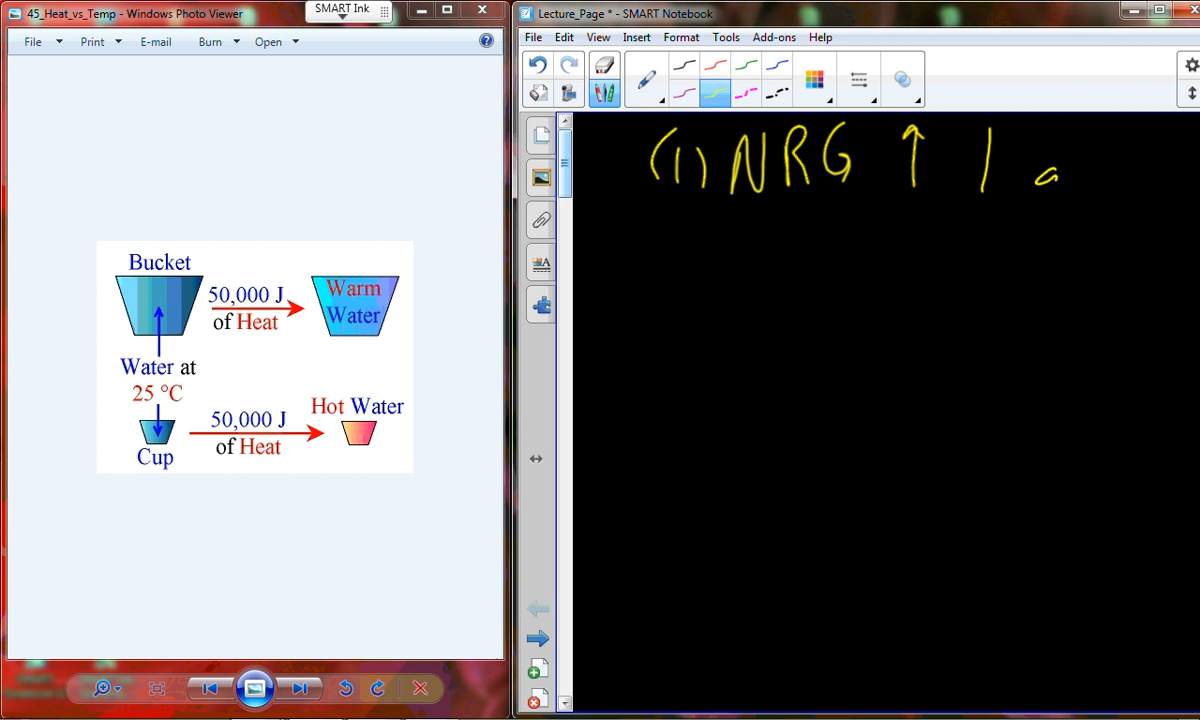 45_Heat_vs_Temp - Windows Photo Viewer
SMART Ink
File Print E-mail Burn Open
Bucket
50,000 J
of Heat
Warm
Water
Water at
25 °C
50,000 J
of Heat
Hot Water
Cup
Lecture_Page * - SMART Notebook
File Edit View Insert Format Tools Add-ons Help
(1) NRG ↑ / a